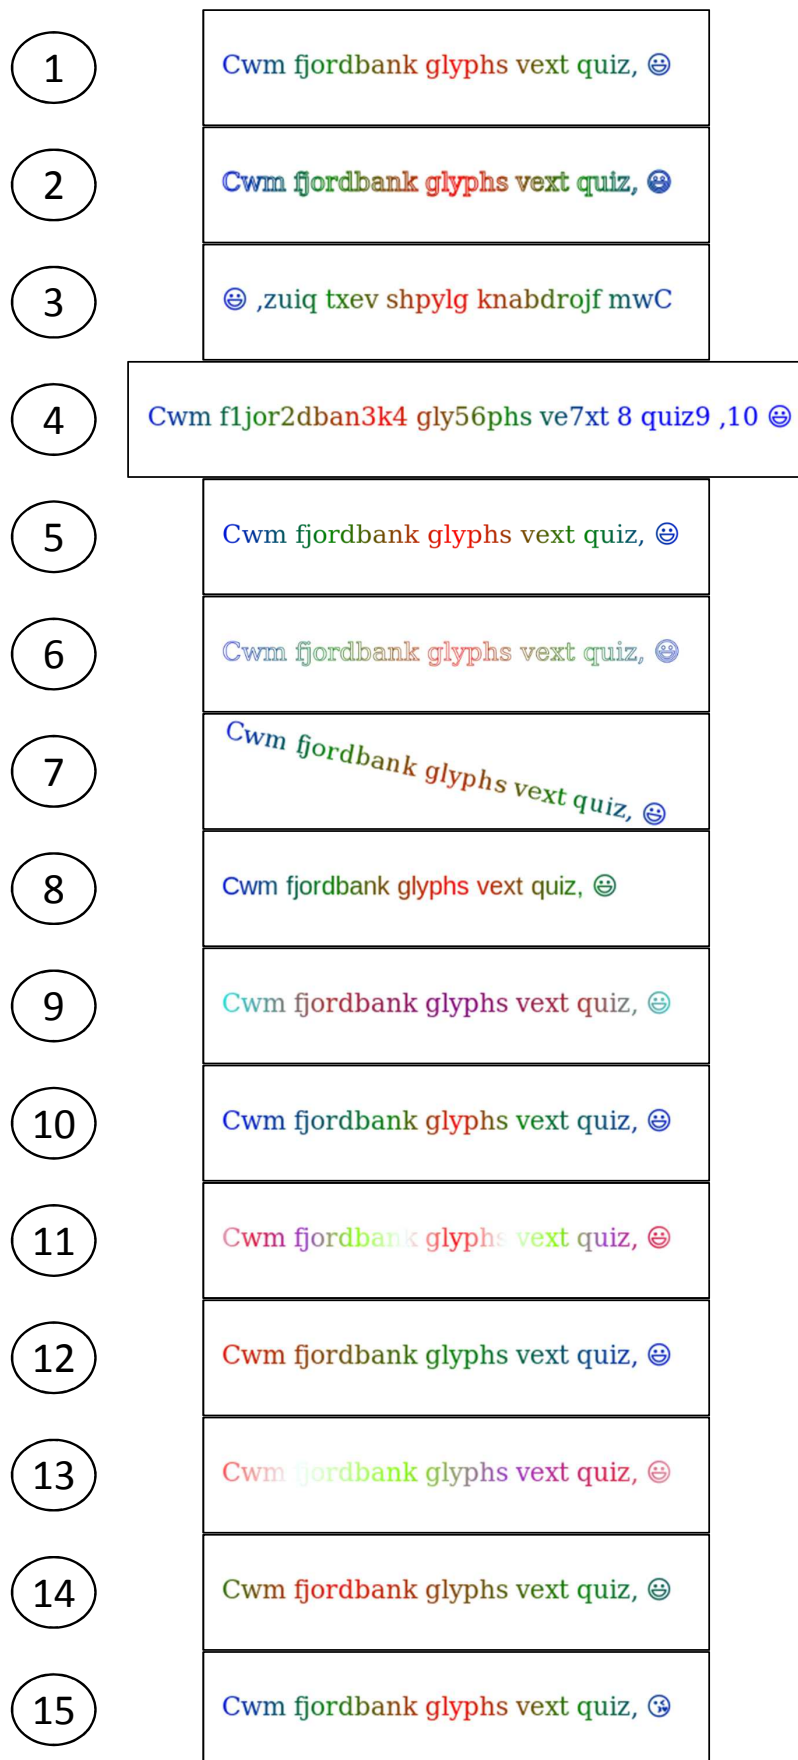 1
Cwm fjordbank glyphs vext quiz, 😃
2
Cwm fjordbank glyphs vext quiz, 😃
3
😃 ,zuiq txev shpylg knabdrojf mwC
4
Cwm f1jor2dban3k4 gly56phs ve7xt 8 quiz9 ,10 😃
5
Cwm fjordbank glyphs vext quiz, 😃
6
Cwm fjordbank glyphs vext quiz, 😃
7
Cwm fjordbank glyphs vext quiz, 😃
8
Cwm fjordbank glyphs vext quiz, 😃
9
Cwm fjordbank glyphs vext quiz, 😃
10
Cwm fjordbank glyphs vext quiz, 😃
11
Cwm fjordbank glyphs vext quiz, 😃
12
Cwm fjordbank glyphs vext quiz, 😃
13
Cwm fjordbank glyphs vext quiz, 😃
14
Cwm fjordbank glyphs vext quiz, 😃
15
Cwm fjordbank glyphs vext quiz, 😘